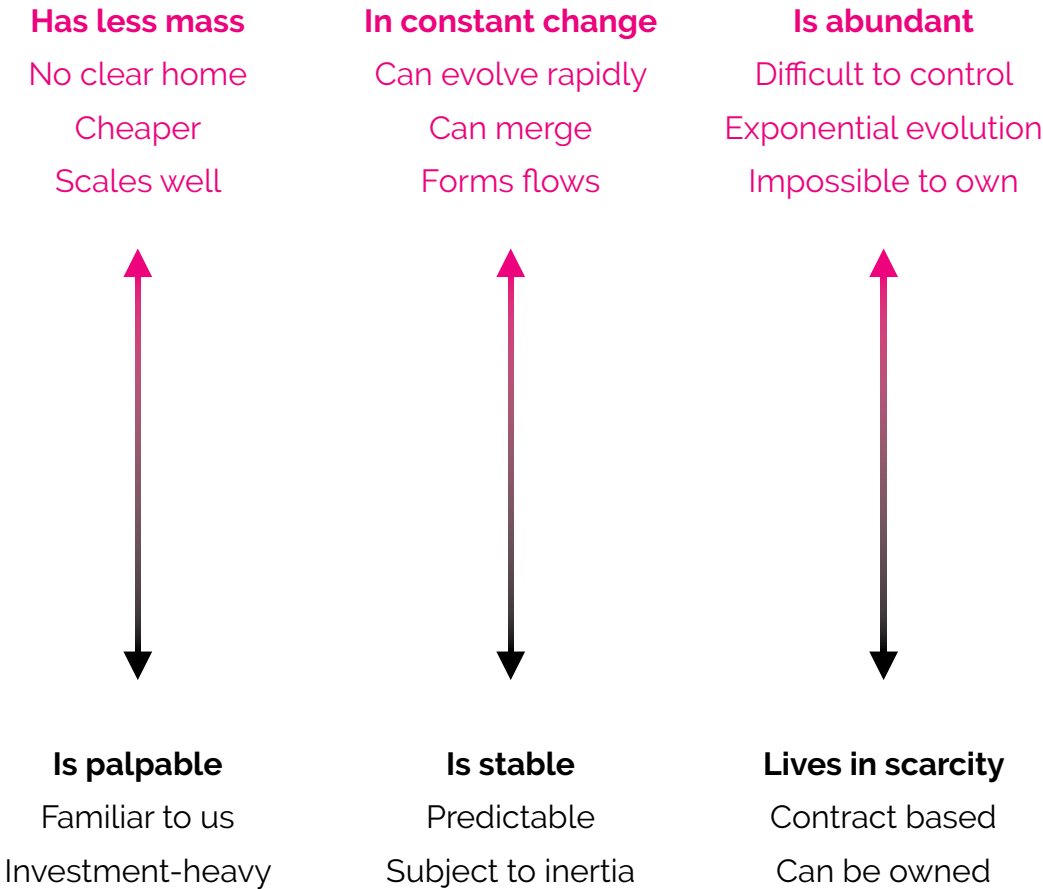 Has less mass
No clear home
Cheaper
Scales well
In constant change
Can evolve rapidly
Can merge
Forms flows
Is abundant
Difficult to control
Exponential evolution
Impossible to own
Is palpable
Familiar to us
Investment-heavy
Is stable
Predictable
Subject to inertia
Lives in scarcity
Contract based
Can be owned